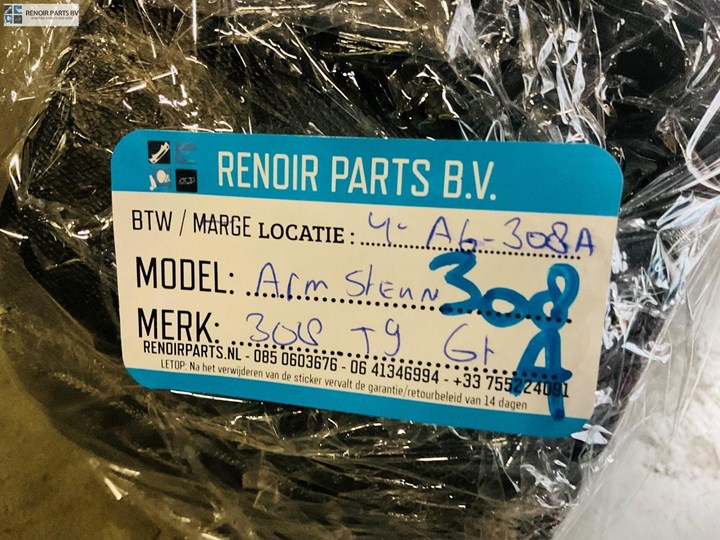 RENOIR PARTS BV
RENOIR PARTS B.V.
BTW / MARGE LOCATIE: 4- A6-308A
MODEL: Arm Steun
308
MERK: 308 T9 Gt
A
RENOIRPARTS.NL - 085 0603676 - 06 41346994 - +33 755224091
LETOP: Na het verwijderen van de sticker vervalt de garantie/retourbeleid van 14 dagen